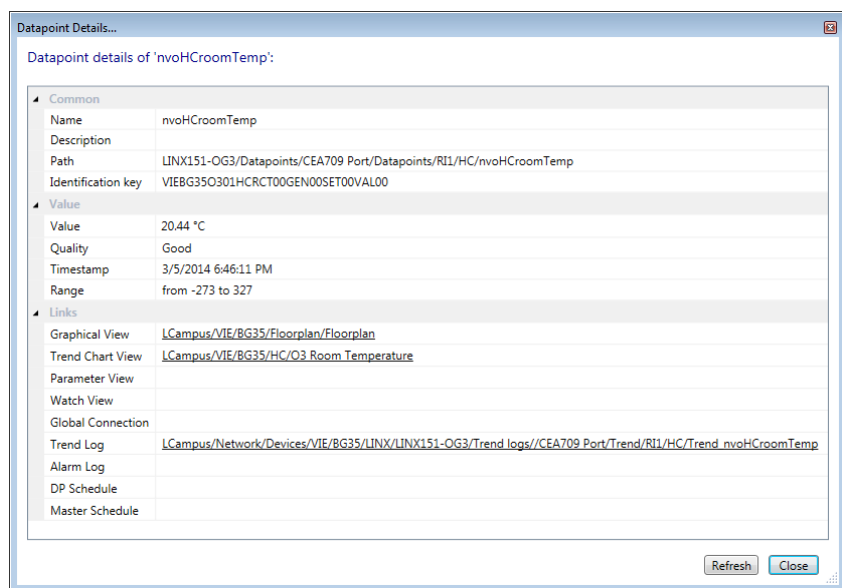 Datapoint Details...
Datapoint details of 'nvoHCroomTemp':
Common
Name nvoHCroomTemp
Description
Path LINX151-OG3/Datapoints/CEA709 Port/Datapoints/RI1/HC/nvoHCroomTemp
Identification key VIEBG35O301HCRCT00GEN00SET00VAL00
Value
Value 20.44 °C
Quality Good
Timestamp 3/5/2014 6:46:11 PM
Range from -273 to 327
Links
Graphical View LCampus/VIE/BG35/Floorplan/Floorplan
Trend Chart View LCampus/VIE/BG35/HC/O3 Room Temperature
Parameter View
Watch View
Global Connection
Trend Log LCampus/Network/Devices/VIE/BG35/LINX/LINX151-OG3/Trend logs//CEA709 Port/Trend/RI1/HC/Trend_nvoHCroomTemp
Alarm Log
DP Schedule
Master Schedule
Refresh Close